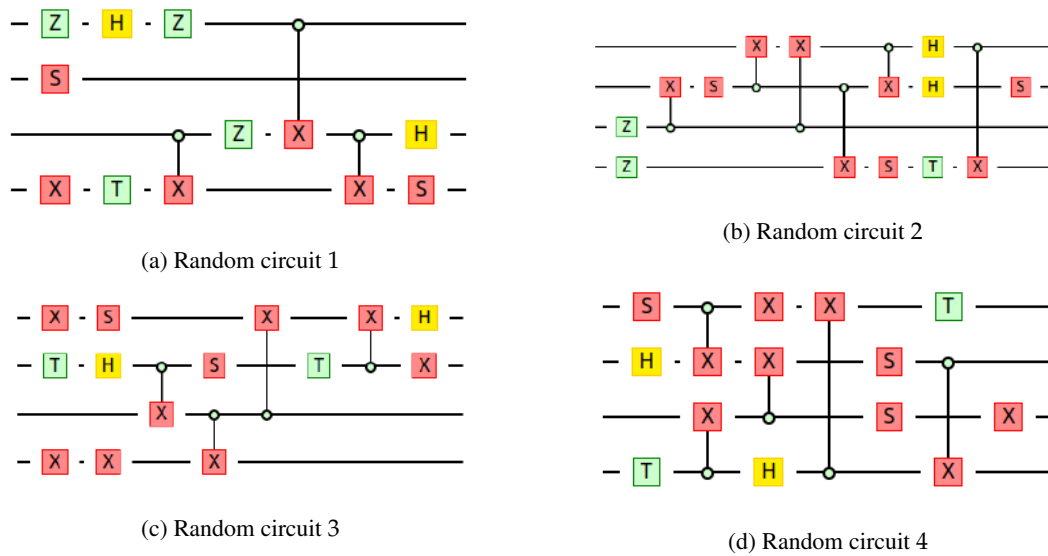 Z H Z
S
Z X H
X T X X S
(a) Random circuit 1
X X H
X S X H S
Z
Z X S T X
(b) Random circuit 2
X S X X H
T H S T X
X
X X X
(c) Random circuit 3
S X X T
H X X S
X S X
T H X
(d) Random circuit 4